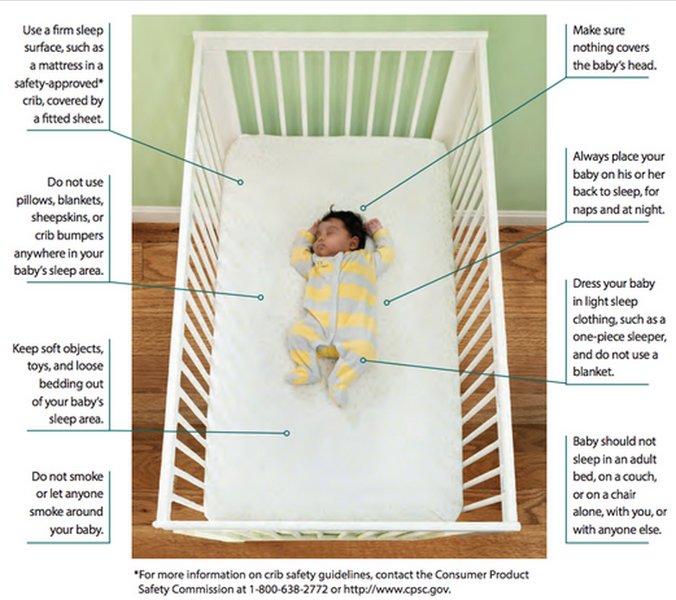 Use a firm sleep
surface, such as
a mattress in a
safety-approved*
crib, covered by
a fitted sheet.
Do not use
pillows, blankets,
sheepskins, or
crib bumpers
anywhere in your
baby's sleep area.
Keep soft objects,
toys, and loose
bedding out
of your baby's
sleep area.
Do not smoke
or let anyone
smoke around
your baby.
Make sure
nothing covers
the baby's head.
Always place your
baby on his or her
back to sleep, for
naps and at night.
Dress your baby
in light sleep
clothing, such as a
one-piece sleeper,
and do not use a
blanket.
Baby should not
sleep in an adult
bed, on a couch,
or on a chair
alone, with you, or
with anyone else.
*For more information on crib safety guidelines, contact the Consumer Product
Safety Commission at 1-800-638-2772 or http://www.cpsc.gov.